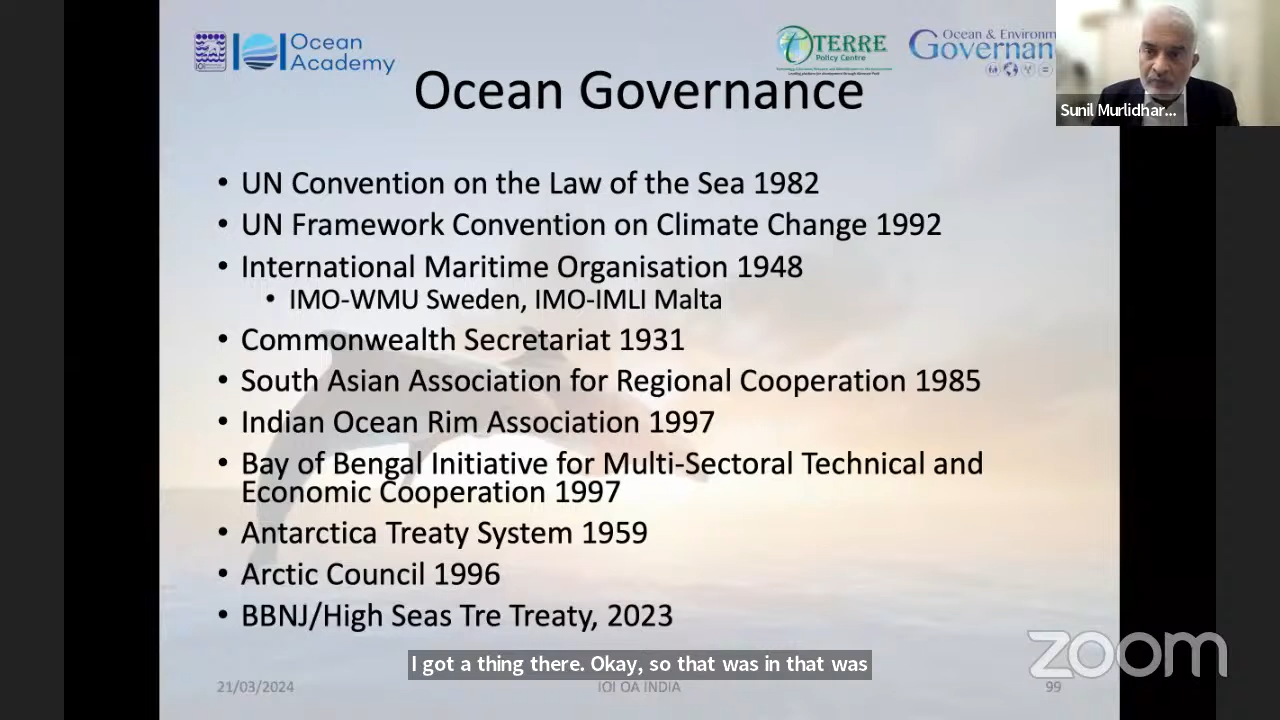 IOI
Ocean
Academy
TERRE
Policy Centre
Ocean & Environm
Governan
Sunil Murlidhar...
Ocean Governance
• UN Convention on the Law of the Sea 1982
• UN Framework Convention on Climate Change 1992
• International Maritime Organisation 1948
• IMO-WMU Sweden, IMO-IMLI Malta
• Commonwealth Secretariat 1931
• South Asian Association for Regional Cooperation 1985
• Indian Ocean Rim Association 1997
• Bay of Bengal Initiative for Multi-Sectoral Technical and
Economic Cooperation 1997
• Antarctica Treaty System 1959
• Arctic Council 1996
• BBNJ/High Seas Tre Treaty, 2023
I got a thing there. Okay, so that was in that was
zoom
21/03/2024
IOI OA INDIA
99